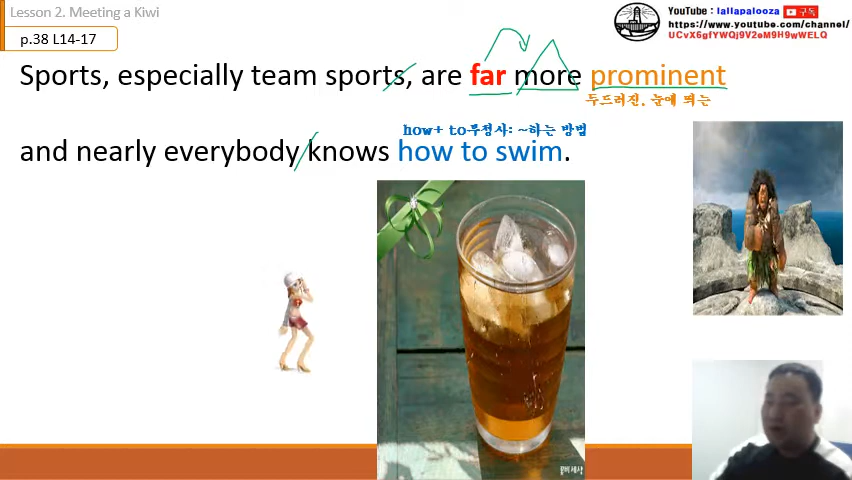 Lesson 2. Meeting a Kiwi
p.38 L14-17
YouTube : lallapalooza 구독
https://www.youtube.com/channel/
UCvX6gfYWQj9V2eM9H9wWELQ
Sports, especially team sports, are far more prominent
두드러진, 눈에 띄는
how+ to부정사: ~하는 방법
and nearly everybody knows how to swim.